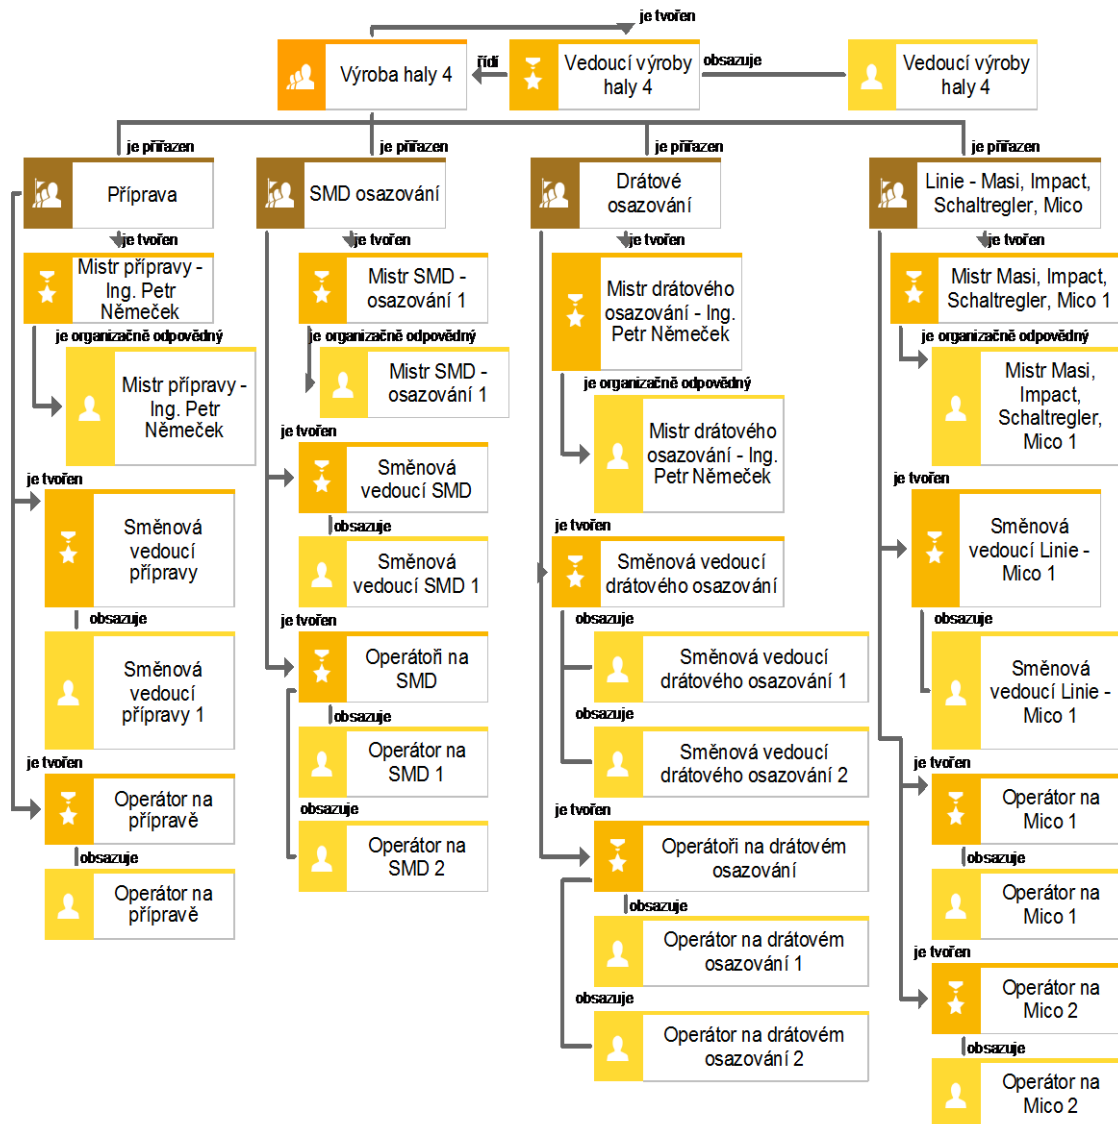 je tvořen
Výroba haly 4
řídí
Vedoucí výroby
haly 4
obsazuje
Vedoucí výroby
haly 4
je přiřazen
je přiřazen
je přiřazen
je přiřazen
Příprava
SMD osazování
Drátové
osazování
Linie - Masi, Impact,
Schaltregler, Mico
je tvořen
je tvořen
je tvořen
je tvořen
Mistr přípravy -
Ing. Petr
Němeček
je organizačně odpovědný
Mistr přípravy -
Ing. Petr
Němeček
je tvořen
Směnová
vedoucí
přípravy
obsazuje
Směnová
vedoucí
přípravy 1
je tvořen
Operátor na
přípravě
obsazuje
Operátor na
přípravě
Mistr SMD -
osazování 1
je organizačně odpovědný
Mistr SMD -
osazování 1
je tvořen
Směnová
vedoucí SMD
obsazuje
Směnová
vedoucí SMD 1
je tvořen
Operátoři na
SMD
obsazuje
Operátor na
SMD 1
obsazuje
Operátor na
SMD 2
Mistr drátového
osazování - Ing.
Petr Němeček
je organizačně odpovědný
Mistr drátového
osazování - Ing.
Petr Němeček
je tvořen
Směnová vedoucí
drátového osazování
obsazuje
Směnová vedoucí
drátového osazování 1
obsazuje
Směnová vedoucí
drátového osazování 2
je tvořen
Operátoři na drátovém
osazování
obsazuje
Operátor na drátovém
osazování 1
obsazuje
Operátor na drátovém
osazování 2
Mistr Masi, Impact,
Schaltregler, Mico 1
je organizačně odpovědný
Mistr Masi,
Impact,
Schaltregler,
Mico 1
je tvořen
Směnová
vedoucí Linie -
Mico 1
obsazuje
Směnová
vedoucí Linie -
Mico 1
je tvořen
Operátor na
Mico 1
obsazuje
Operátor na
Mico 1
je tvořen
Operátor na
Mico 2
obsazuje
Operátor na
Mico 2